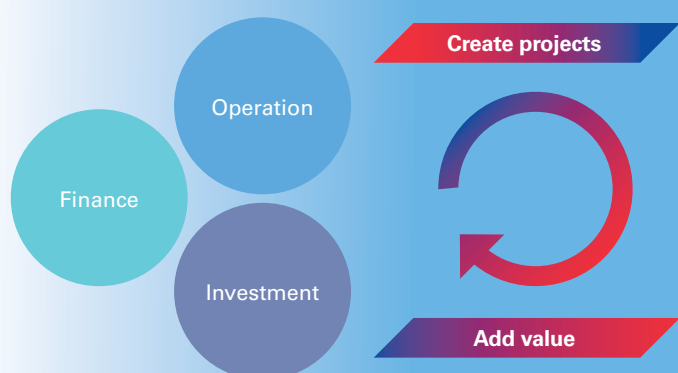 Create projects
Operation
Finance
Investment
Add value